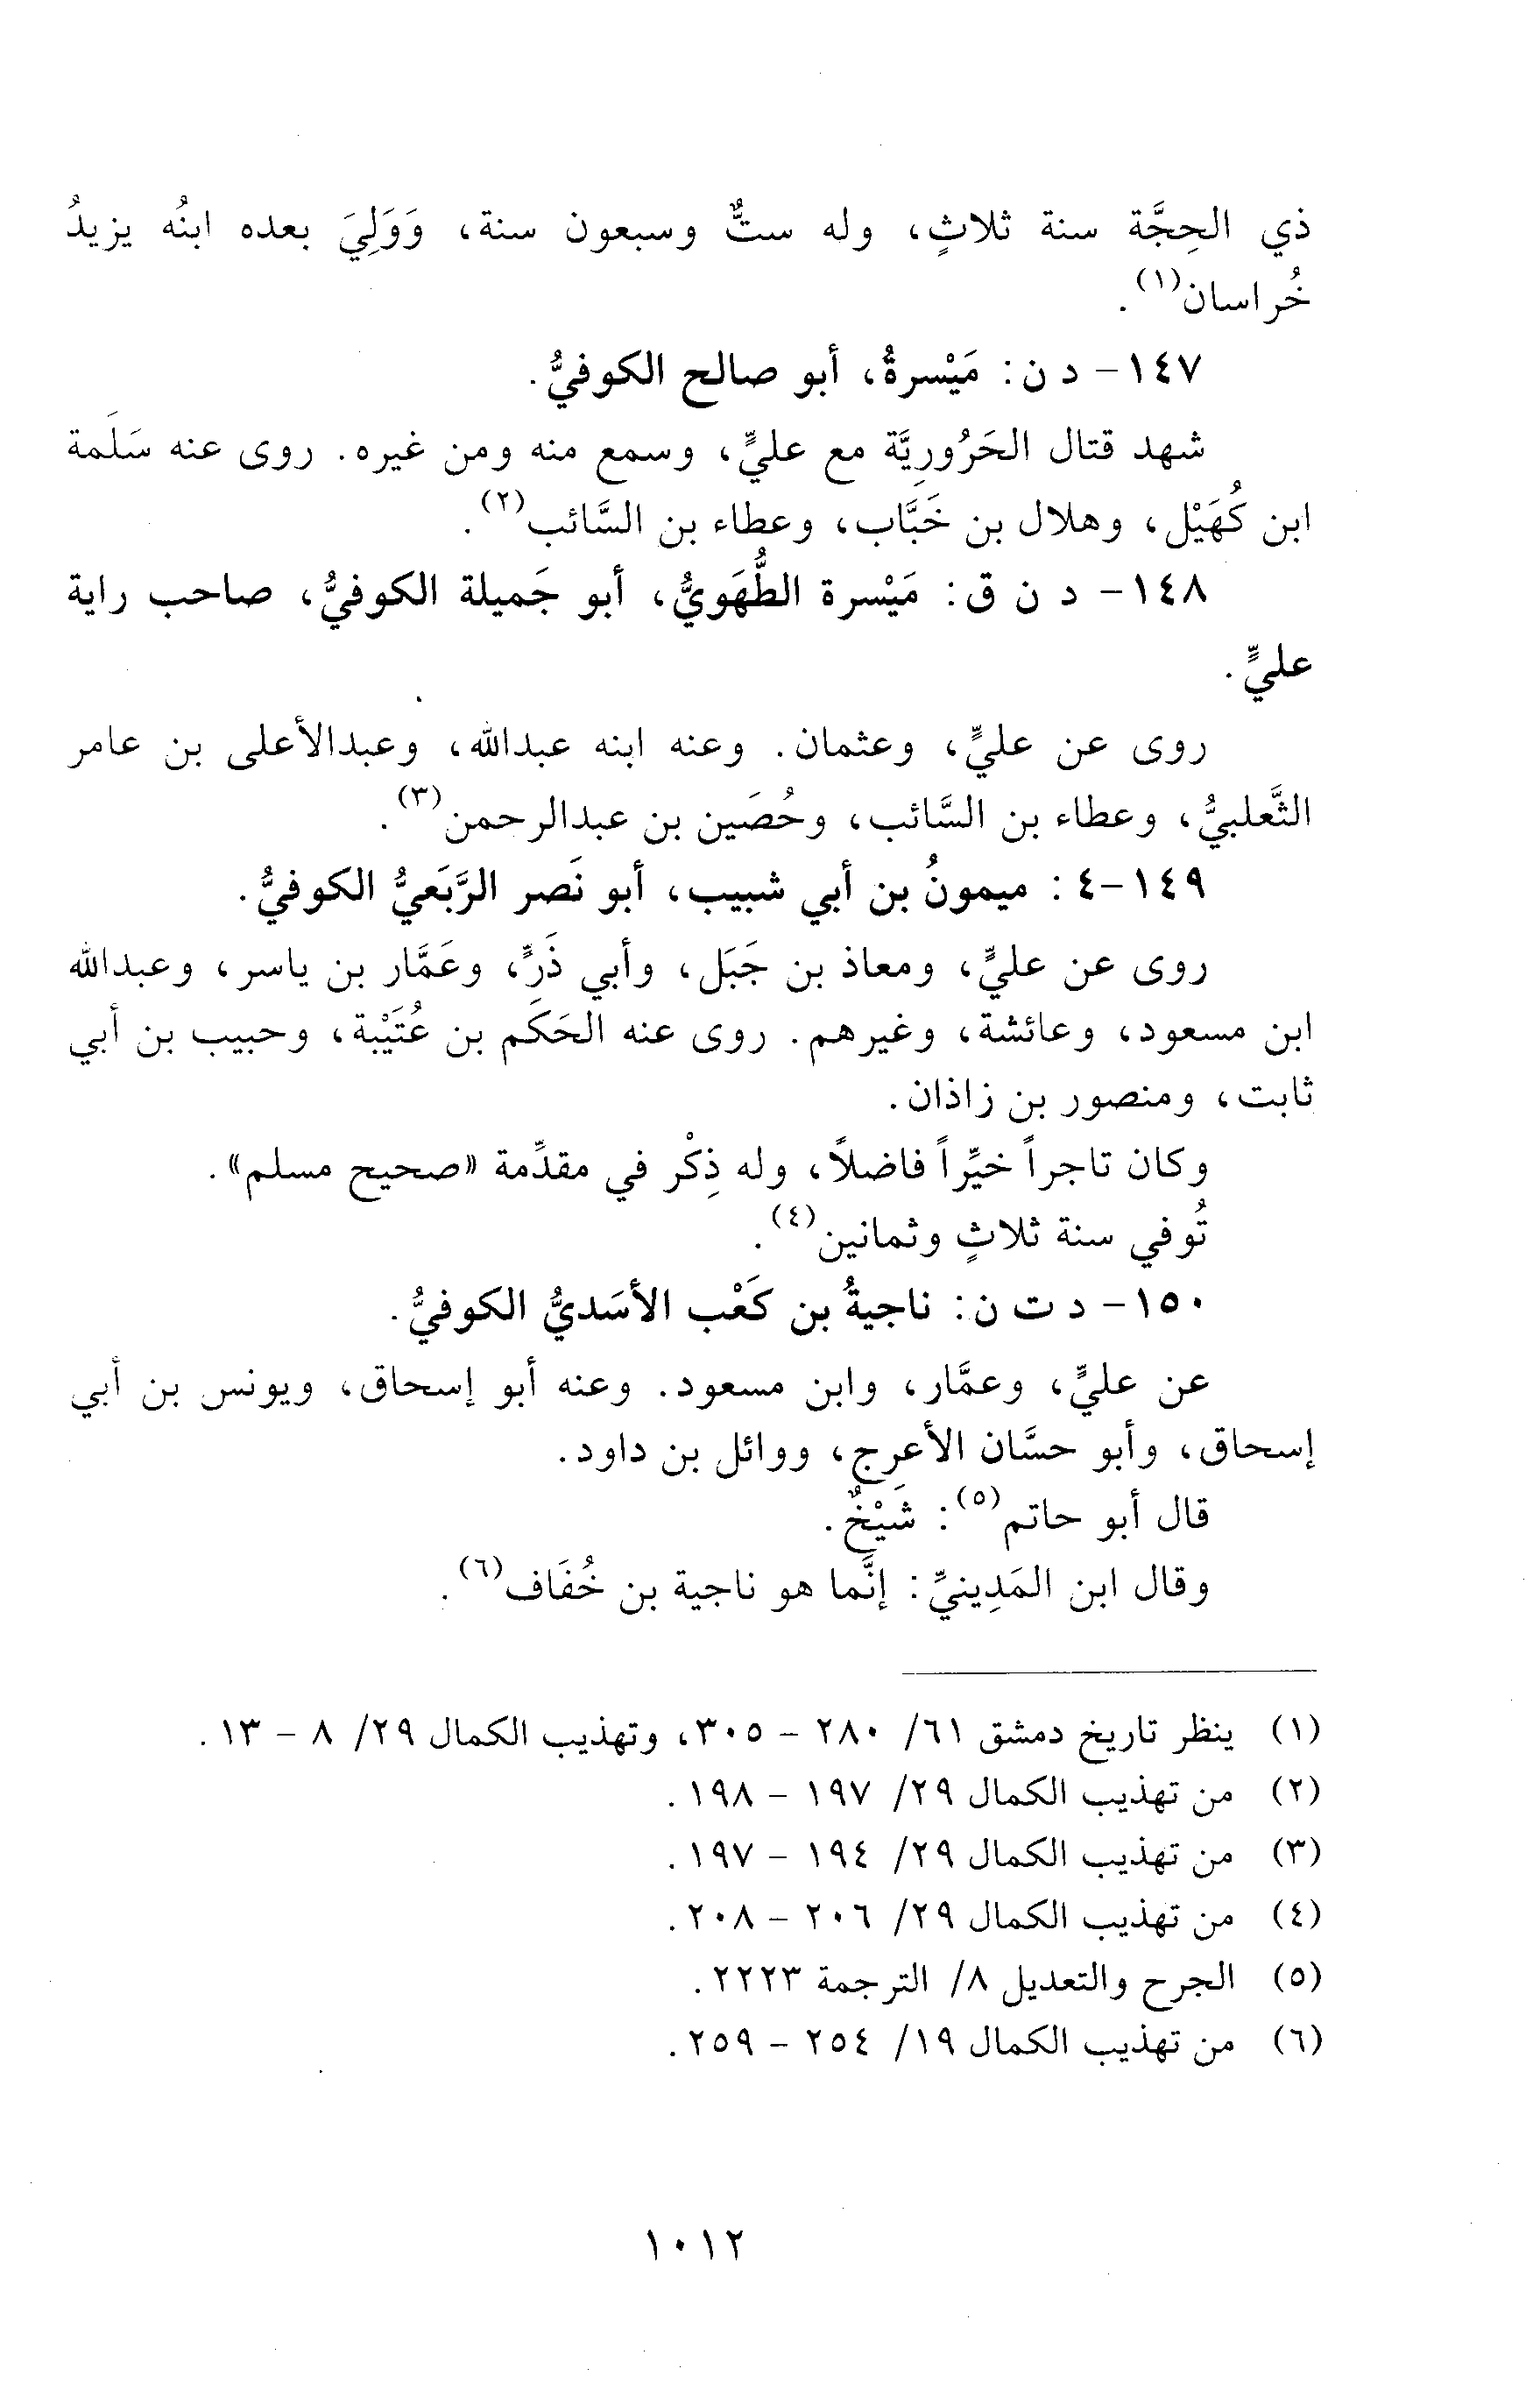 ذي الحِجَّة سنة ثلاثٍ، وله ستٌّ وسبعون سنة، وَوَلِيَ بعده ابنُه يزيدُ
خُراسان(١).
١٤٧- د ن: مَيْسرةُ، أبو صالح الكوفيُّ.
شهد قتال الحَرُورِيَّة مع عليٍّ، وسمع منه ومن غيره. روى عنه سَلَمة
ابن كُهَيْل، وهلال بن خَبَّاب، وعطاء بن السَّائب(٢).
١٤٨- د ن ق: مَيْسرة الطُّهَويُّ، أبو جَميلة الكوفيُّ، صاحب راية
عليٍّ.
روى عن عليٍّ، وعثمان. وعنه ابنه عبدالله، وعبدالأعلى بن عامر
الثَّعلبيُّ، وعطاء بن السَّائب، وحُصَين بن عبدالرحمن(٣).
١٤٩-٤: ميمونُ بن أبي شبيب، أبو نَصر الرَّبَعيُّ الكوفيُّ.
روى عن عليٍّ، ومعاذ بن جَبَل، وأبي ذَرٍّ، وعَمَّار بن ياسر، وعبدالله
ابن مسعود، وعائشة، وغيرهم. روى عنه الحَكَم بن عُتَيْبة، وحبيب بن أبي
ثابت، ومنصور بن زاذان.
وكان تاجراً خيِّراً فاضلاً، وله ذِكْر في مقدِّمة «صحيح مسلم».
تُوفي سنة ثلاثٍ وثمانين(٤).
١٥٠- د ت ن: ناجيةُ بن كَعْب الأسَديُّ الكوفيُّ.
عن عليٍّ، وعمَّار، وابن مسعود. وعنه أبو إسحاق، ويونس بن أبي
إسحاق، وأبو حسَّان الأعرج، ووائل بن داود.
قال أبو حاتم(٥): شَيْخٌ.
وقال ابن المَدِينيِّ: إنَّما هو ناجية بن خُفَاف(٦).
(١) ينظر تاريخ دمشق ٦١/ ٢٨٠ - ٣٠٥، وتهذيب الكمال ٢٩/ ٨ - ١٣.
(٢) من تهذيب الكمال ٢٩/ ١٩٧ - ١٩٨.
(٣) من تهذيب الكمال ٢٩/ ١٩٤ - ١٩٧.
(٤) من تهذيب الكمال ٢٩/ ٢٠٦ - ٢٠٨.
(٥) الجرح والتعديل ٨/ الترجمة ٢٢٢٣.
(٦) من تهذيب الكمال ١٩/ ٢٥٤ - ٢٥٩.
١٠١٢